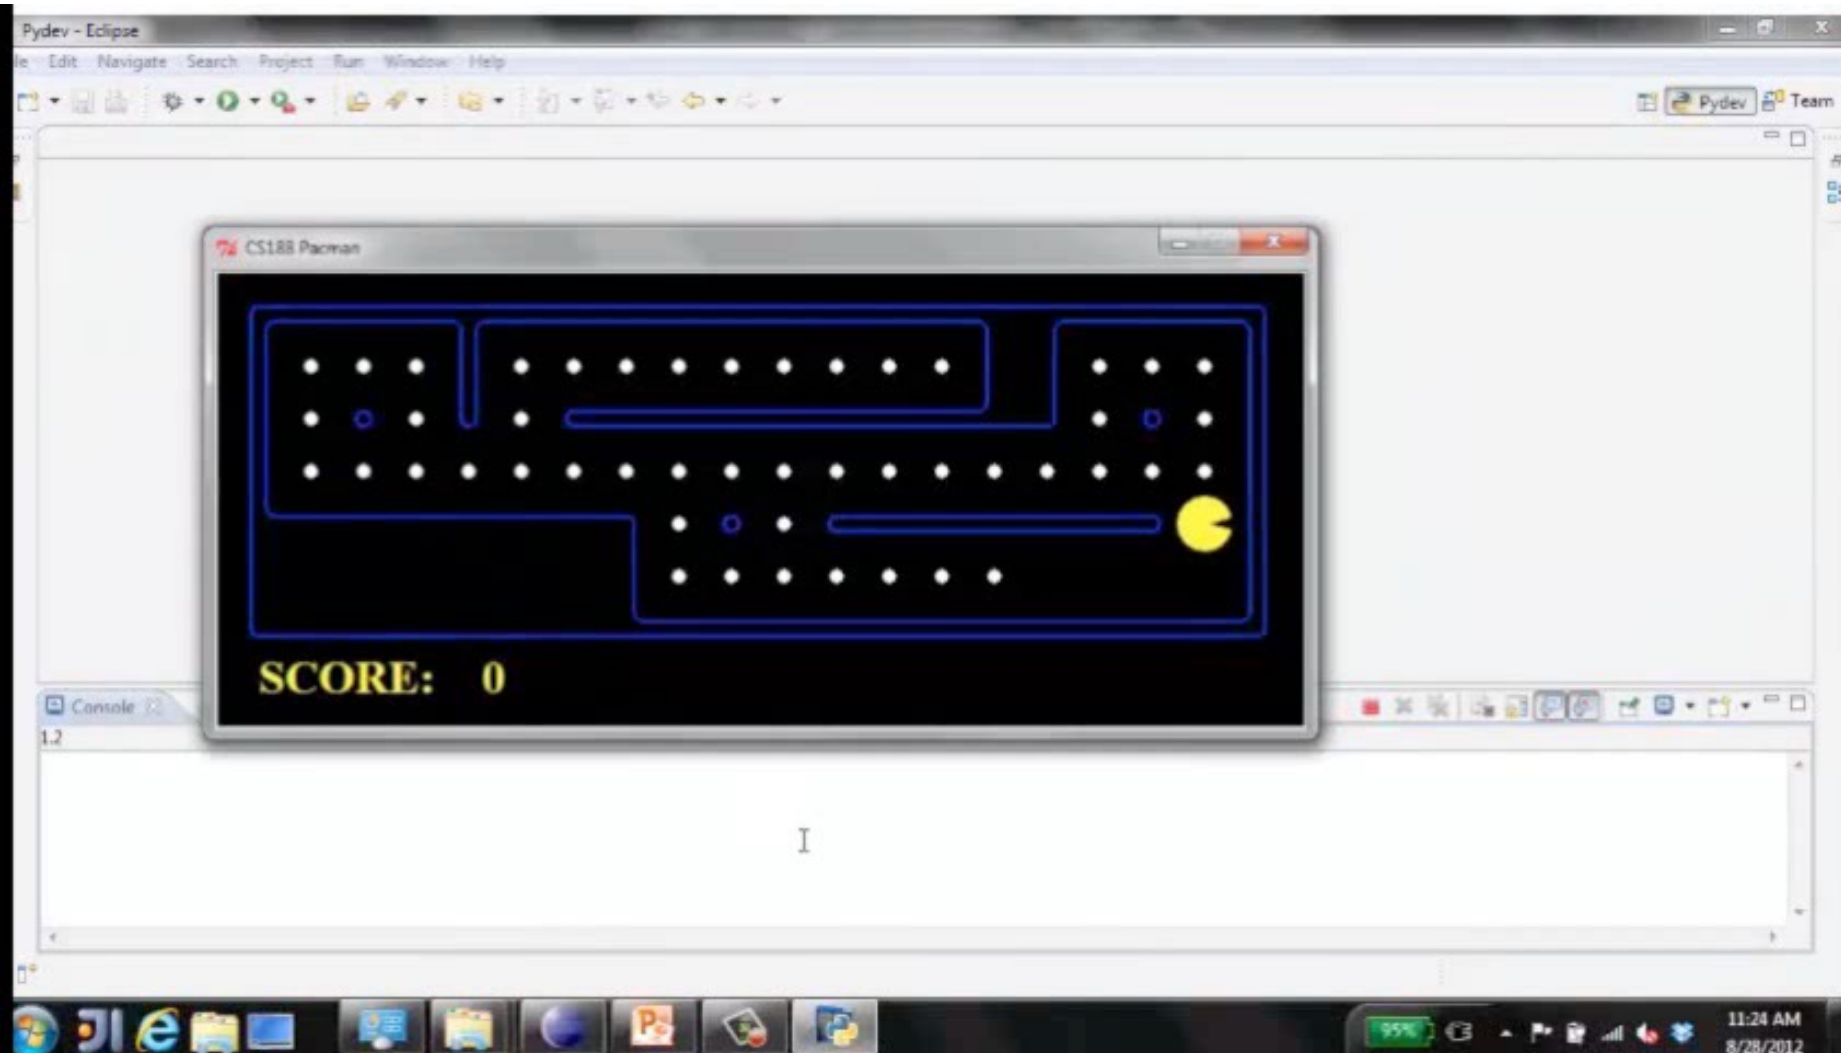 Pydev - Eclipse
le Edit Navigate Search Project Run Window Help
Pydev Team
CS188 Pacman
SCORE: 0
Console
1.2
95%
11:24 AM
8/28/2012